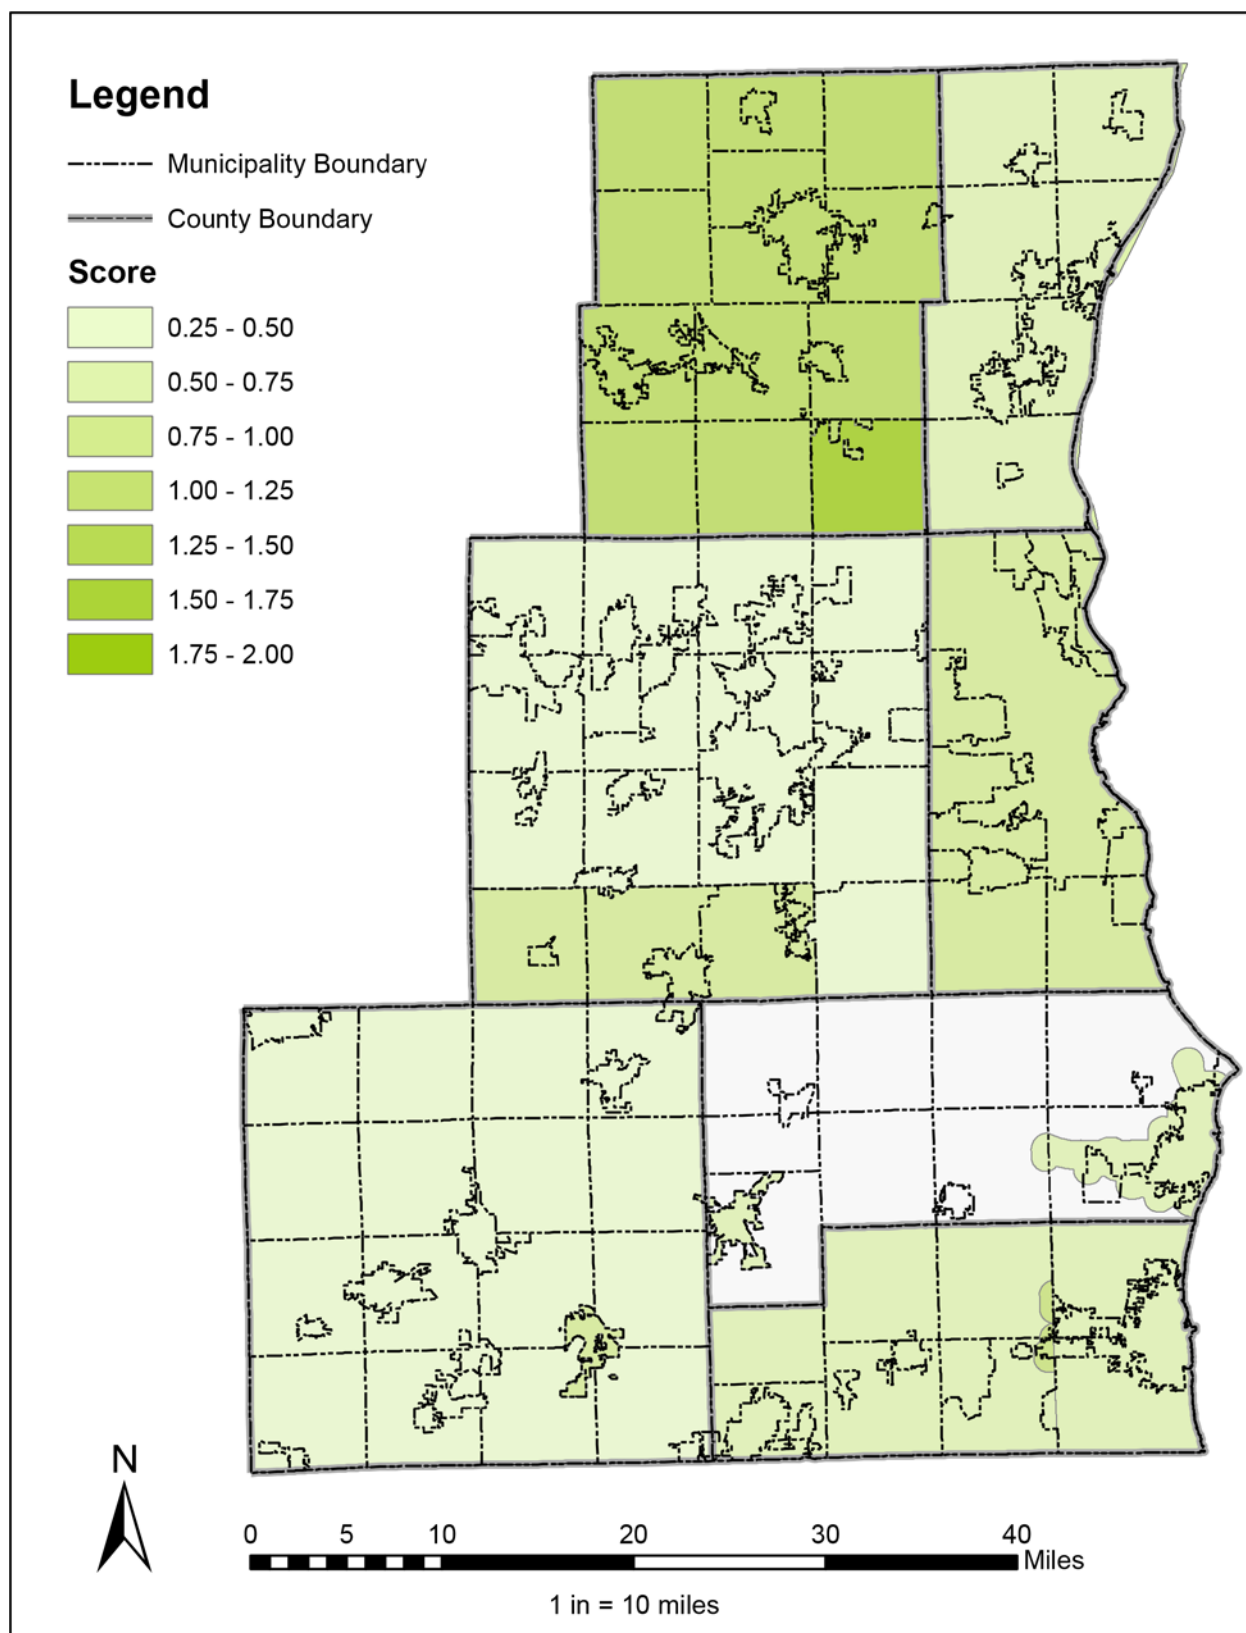 Legend
Municipality Boundary
County Boundary
Score
0.25 - 0.50
0.50 - 0.75
0.75 - 1.00
1.00 - 1.25
1.25 - 1.50
1.50 - 1.75
1.75 - 2.00
N
0 5 10 20 30 40
Miles
1 in = 10 miles